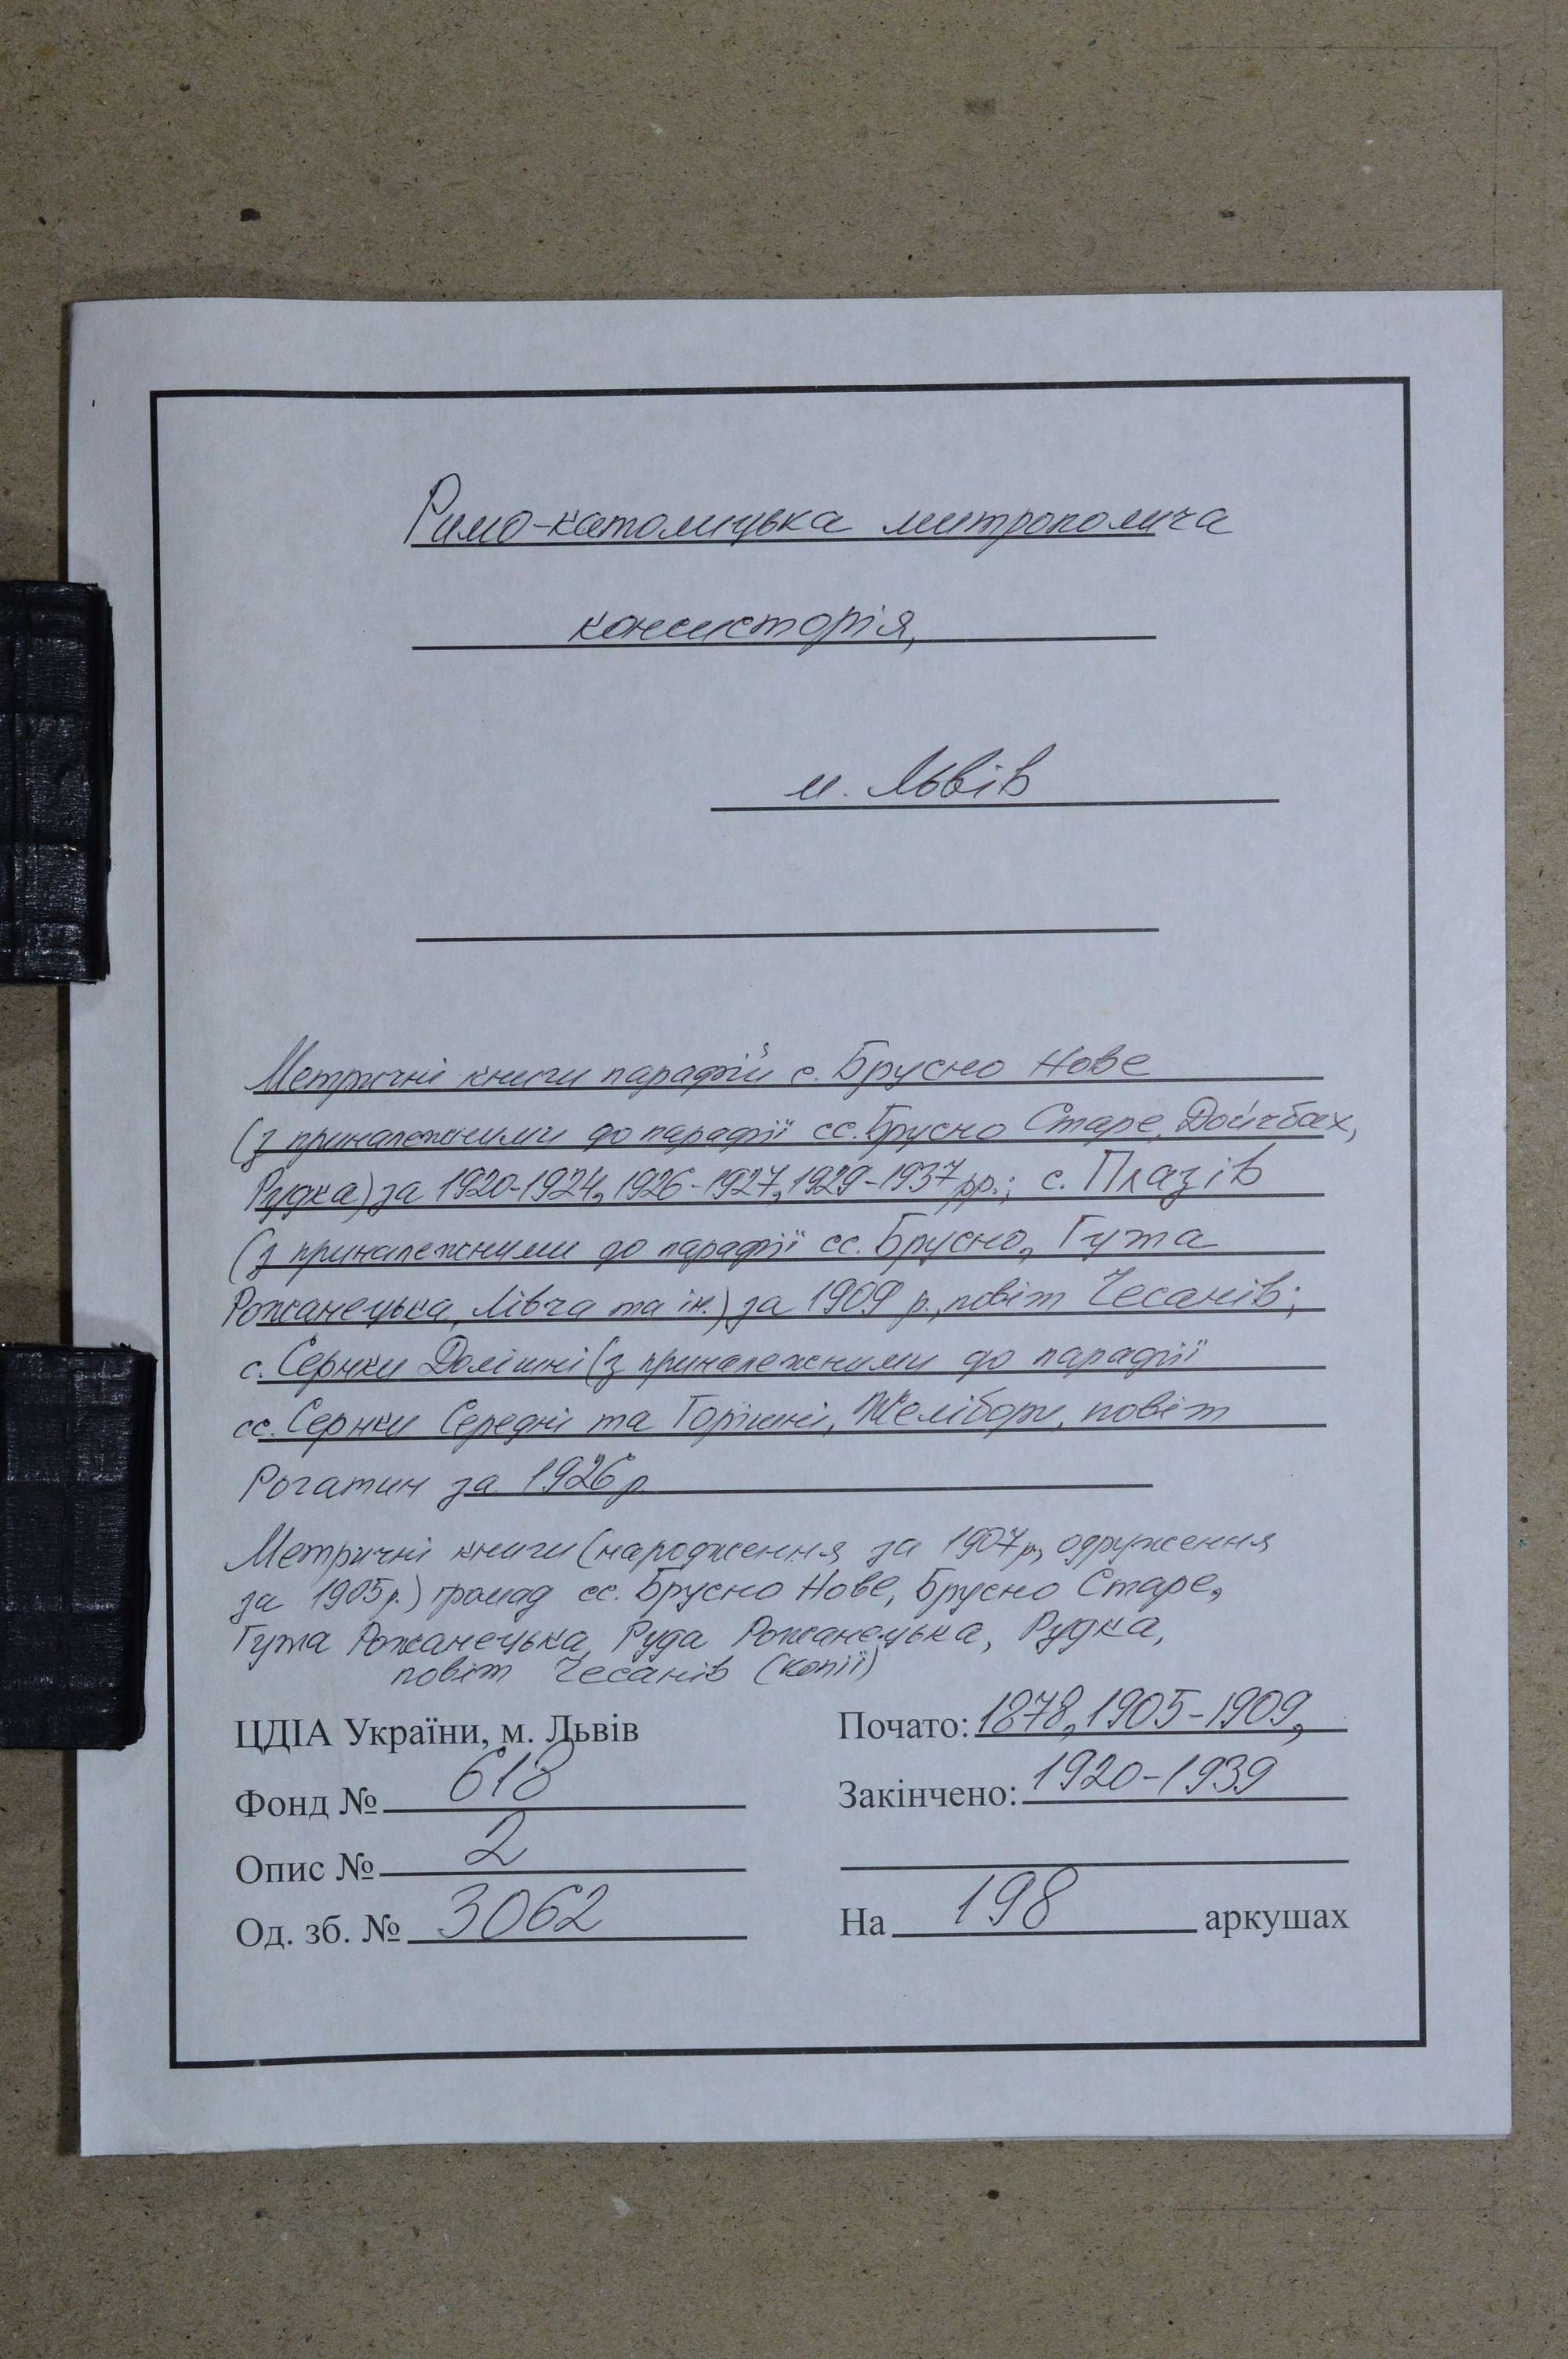 Римо-католицька митрополича
консисторія,
м. Львів
Метричні книги парафій с. Брусно Нове
(з приналежними до парафії сс. Брусно Старе, Дойчбах,
Рудка) за 1920-1924, 1926-1927, 1929-1937 рр.; с. Плазів
(з приналежними до парафії сс. Брусно, Гута
Рожанецька, Лівча та ін.) за 1909 р., повіт Чесанів;
с. Сернки Долішні (з приналежними до парафії
сс. Сернки Середні та Горішні, Желібори, повіт
Рогатин за 1926 р
Метричні книги (народження за 1907 р., одруження
за 1905 р.) громад сс. Брусно Нове, Брусно Старе,
Гута Рожанецька, Руда Рожанецька, Рудка,
повіт Чесанів (копії)
ЦДІА України, м. Львів Почато: 1878, 1905-1909,
Фонд № 618 Закінчено: 1920-1939
Опис № 2
Од. зб. № 3062 На 198 аркушах